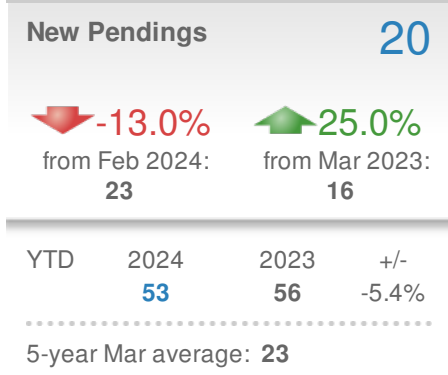 New Pendings 20
-13.0% 25.0%
from Feb 2024: from Mar 2023:
23 16
YTD 2024 2023 +/-
53 56 -5.4%
5-year Mar average: 23